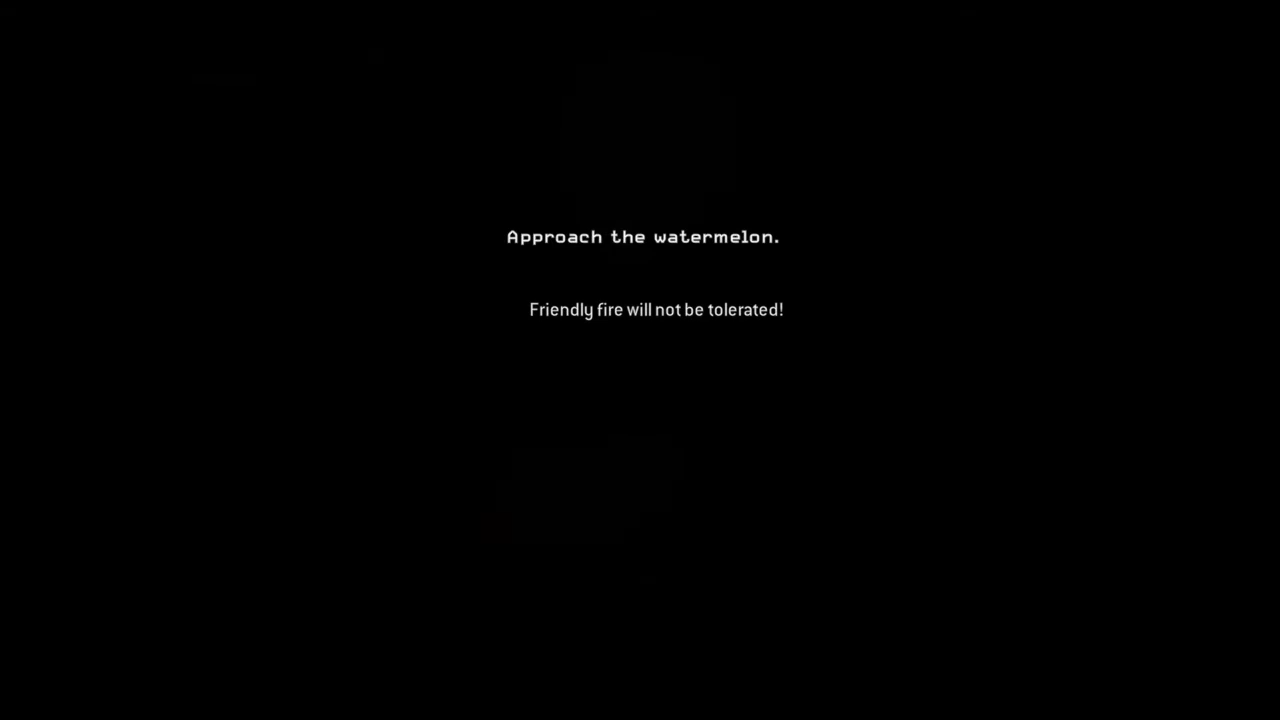 Approach the watermelon.
Friendly fire will not be tolerated!